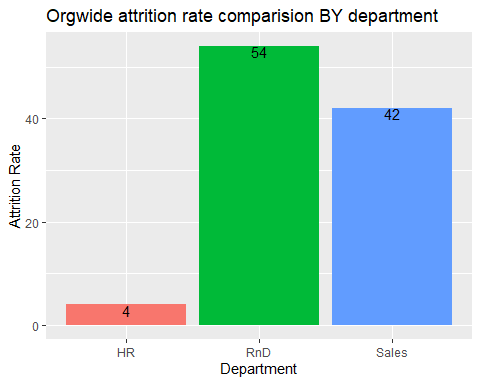 Orgwide attrition rate comparision BY department
54
42
40
Attrition Rate
20
4
0
HR RnD Sales
Department